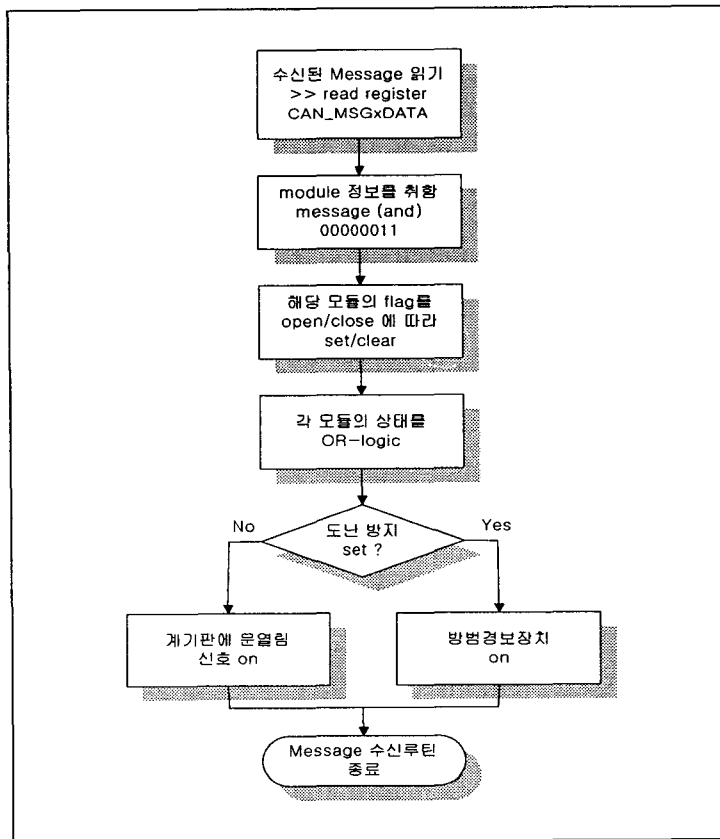 수신된 Message 읽기
>> read register
CAN_MSGxDATA
module 정보를 취함
message (and)
00000011
해당 모듈의 flag를
open/close 에 따라
set/clear
각 모듈의 상태를
OR-logic
도난 방지
set ?
No
Yes
계기판에 문열림
신호 on
방범경보장치
on
Message 수신루틴
종료